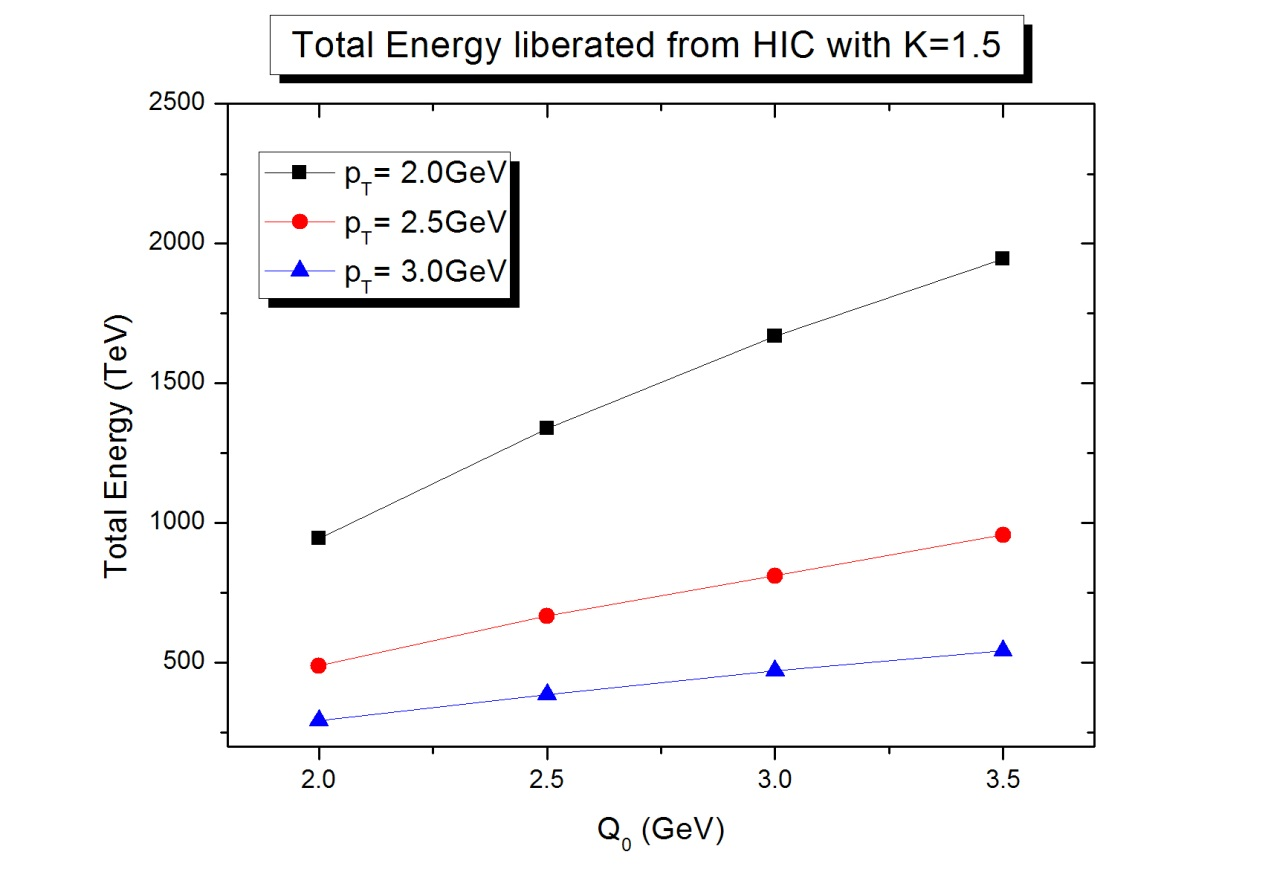 Total Energy liberated from HIC with K=1.5
2500
2000
1500
1000
500
Total Energy (TeV)
pT= 2.0GeV
pT= 2.5GeV
pT= 3.0GeV
2.0 2.5 3.0 3.5
Q0 (GeV)